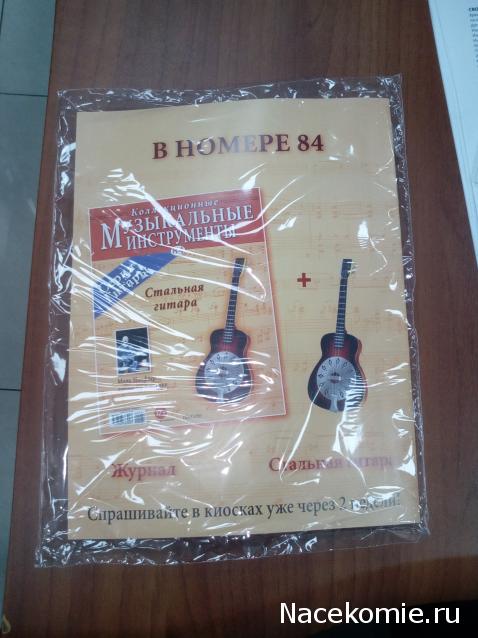 В НОМЕРЕ 84
Коллекционные
МУЗЫКАЛЬНЫЕ
ИНСТРУМЕНТЫ
Стальная
гитара
+
Журнал
Стальная гитара
Спрашивайте в киосках уже через 2 недели!
Nacekomie.ru